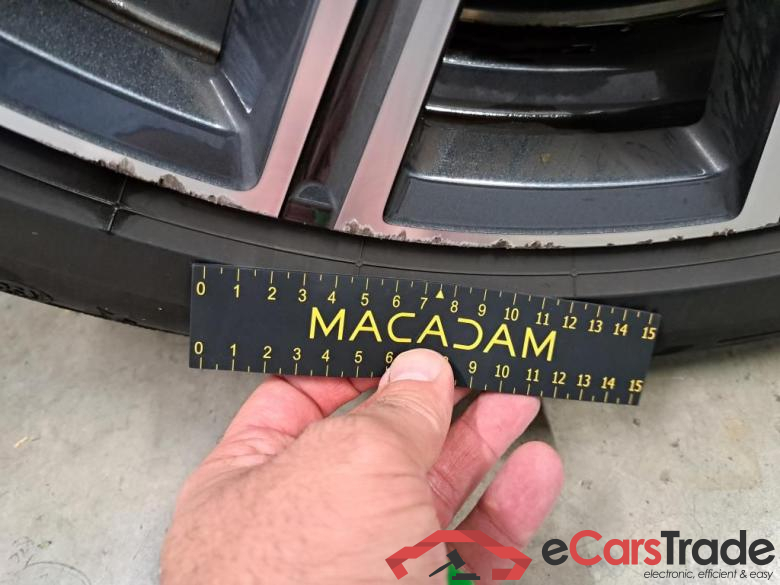 0 1 2 3 4 5 6 7 8 9 10 11 12 13 14 15
MACADAM
0 1 2 3 4 5 6 9 10 11 12 13 14 15
eCarsTrade
electronic, efficient & easy